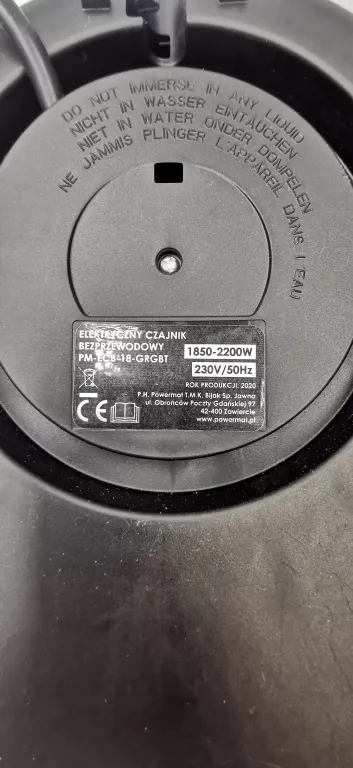 DO NOT IMMERSE IN ANY LIQUID
NICHT IN WASSER EINTAUCHEN
NIET IN WATER ONDER DOMPELEN
NE JAMMIS PLINGER L'APPAREIL DANS L'EAU
ELEKTRYCZNY CZAJNIK
BEZPRZEWODOWY
PM-ECB-18-GRGBT
1850-2200W
230V/50Hz
ROK PRODUKCJI: 2020
P.H. Powermat T.M.K. Bijak Sp. Jawna
ul. Obrońców Poczty Gdańskiej 97
42-400 Zawiercie
www.powermat.pl
CE